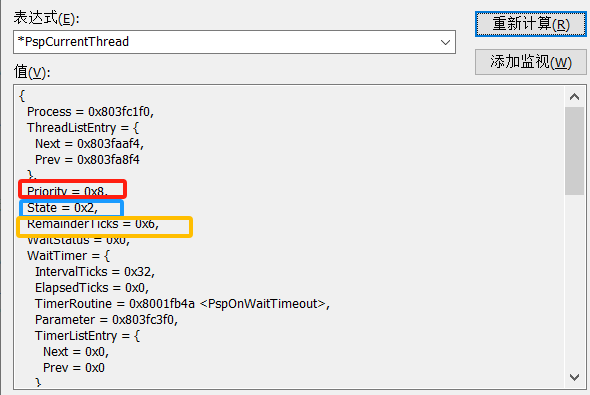 表达式(E):
*PspCurrentThread
重新计算(R)
添加监视(W)
值(V):
{
Process = 0x803fc1f0,
ThreadListEntry = {
Next = 0x803faaf4,
Prev = 0x803fa8f4
},
Priority = 0x8,
State = 0x2,
RemainderTicks = 0x6,
WaitStatus = 0x0,
WaitTimer = {
IntervalTicks = 0x32,
ElapsedTicks = 0x0,
TimerRoutine = 0x8001fb4a <PspOnWaitTimeout>,
Parameter = 0x803fc3f0,
TimerListEntry = {
Next = 0x0,
Prev = 0x0
}